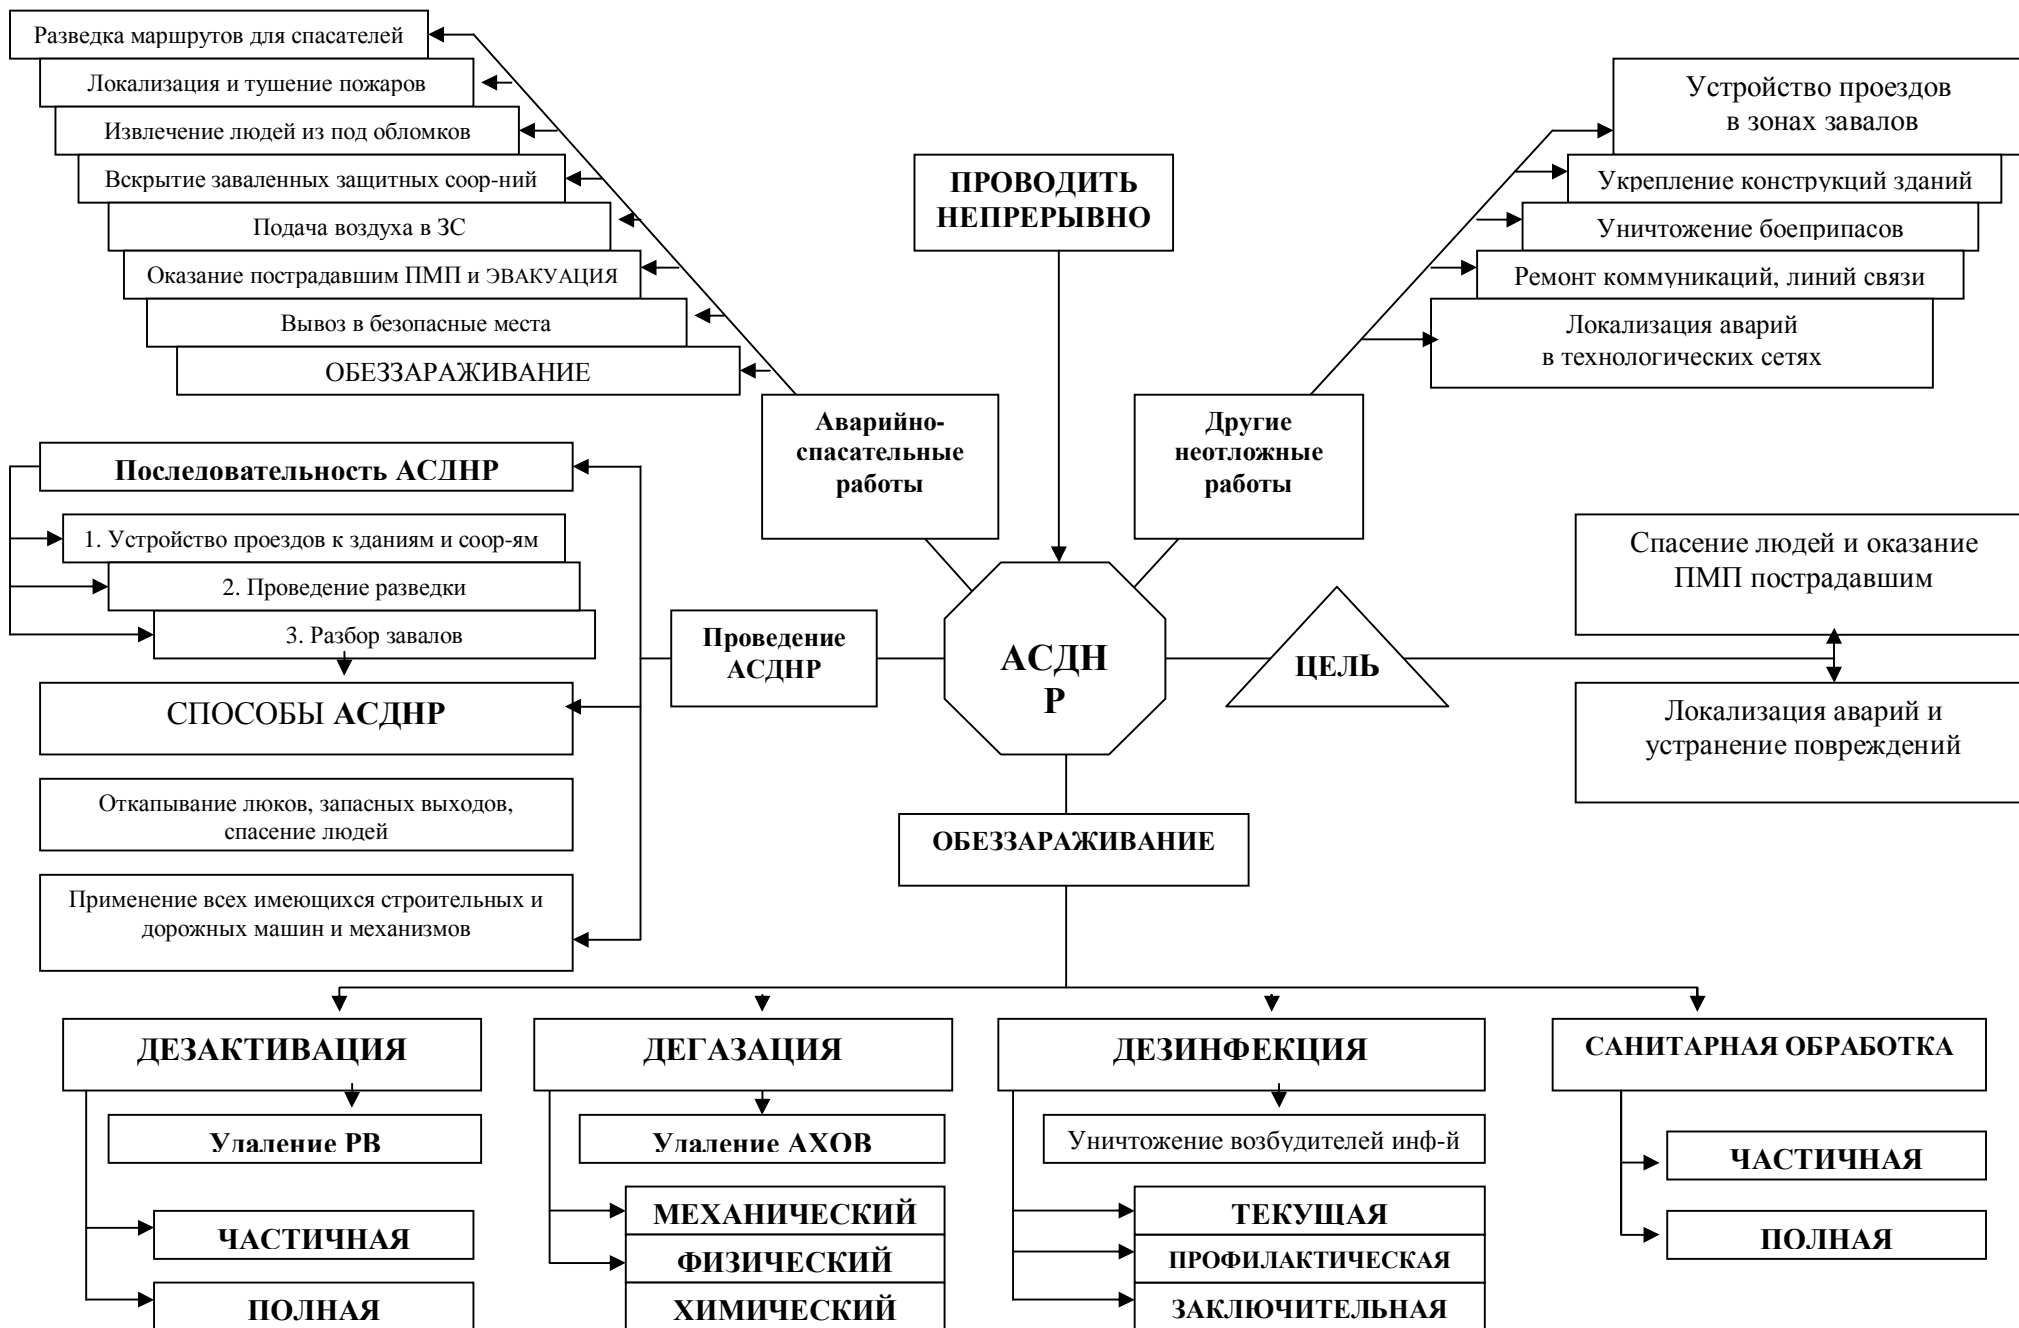 Разведка маршрутов для спасателей
Локализация и тушение пожаров
Извлечение людей из под обломков
Вскрытие заваленных защитных соор-ний
Подача воздуха в ЗС
Оказание пострадавшим ПМП и ЭВАКУАЦИЯ
Вывоз в безопасные места
ОБЕЗЗАРАЖИВАНИЕ
ПРОВОДИТЬ
НЕПРЕРЫВНО
Устройство проездов
в зонах завалов
Укрепление конструкций зданий
Уничтожение боеприпасов
Ремонт коммуникаций, линий связи
Локализация аварий
в технологических сетях
Аварийно-
спасательные
работы
Другие
неотложные
работы
Последовательность АСДНР
1. Устройство проездов к зданиям и соор-ям
2. Проведение разведки
3. Разбор завалов
СПОСОБЫ АСДНР
Откапывание люков, запасных выходов,
спасение людей
Применение всех имеющихся строительных и
дорожных машин и механизмов
Проведение
АСДНР
АСДН
Р
ЦЕЛЬ
Спасение людей и оказание
ПМП пострадавшим
Локализация аварий и
устранение повреждений
ОБЕЗЗАРАЖИВАНИЕ
ДЕЗАКТИВАЦИЯ
Удаление РВ
ЧАСТИЧНАЯ
ПОЛНАЯ
ДЕГАЗАЦИЯ
Удаление АХОВ
МЕХАНИЧЕСКИЙ
ФИЗИЧЕСКИЙ
ХИМИЧЕСКИЙ
ДЕЗИНФЕКЦИЯ
Уничтожение возбудителей инф-й
ТЕКУЩАЯ
ПРОФИЛАКТИЧЕСКАЯ
ЗАКЛЮЧИТЕЛЬНАЯ
САНИТАРНАЯ ОБРАБОТКА
ЧАСТИЧНАЯ
ПОЛНАЯ